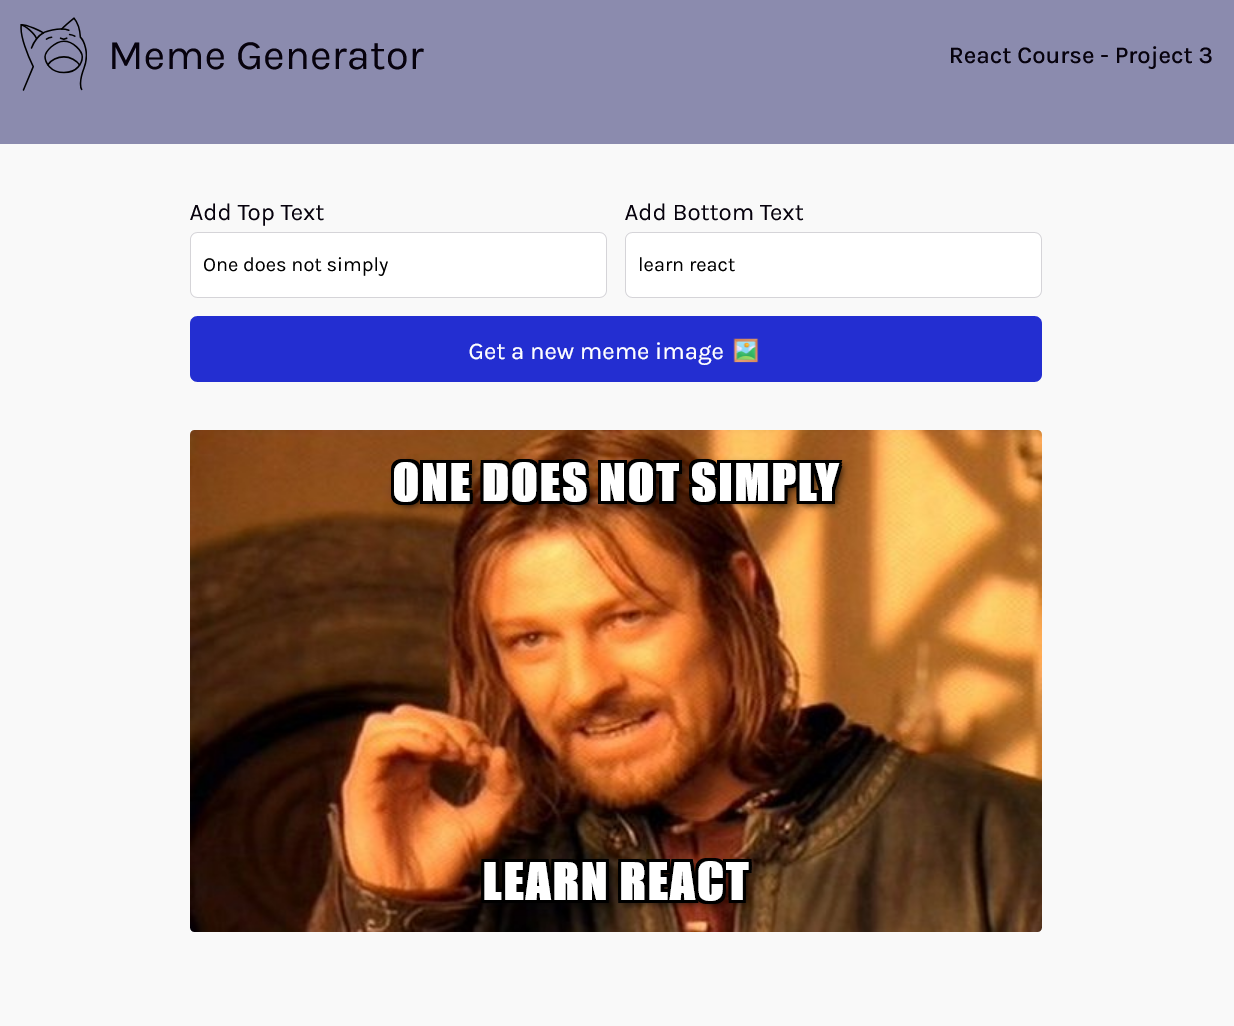 Meme Generator
React Course - Project 3
Add Top Text
Add Bottom Text
One does not simply
learn react
Get a new meme image
ONE DOES NOT SIMPLY
LEARN REACT